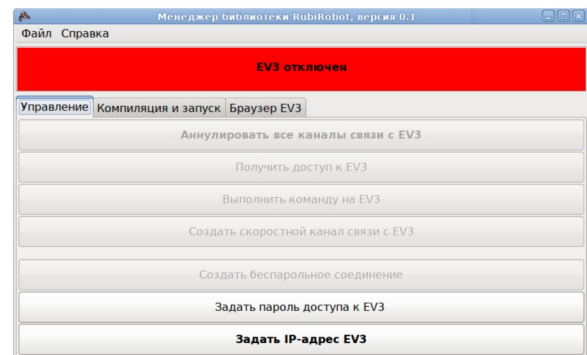 Менеджер библиотеки RubiRobot, версия 0.1
Файл Справка
EV3 отключен
Управление Компиляция и запуск Браузер EV3
Аннулировать все каналы связи с EV3
Получить доступ к EV3
Выполнить команду на EV3
Создать скоростной канал связи с EV3
Создать беспарольное соединение
Задать пароль доступа к EV3
Задать IP-адрес EV3